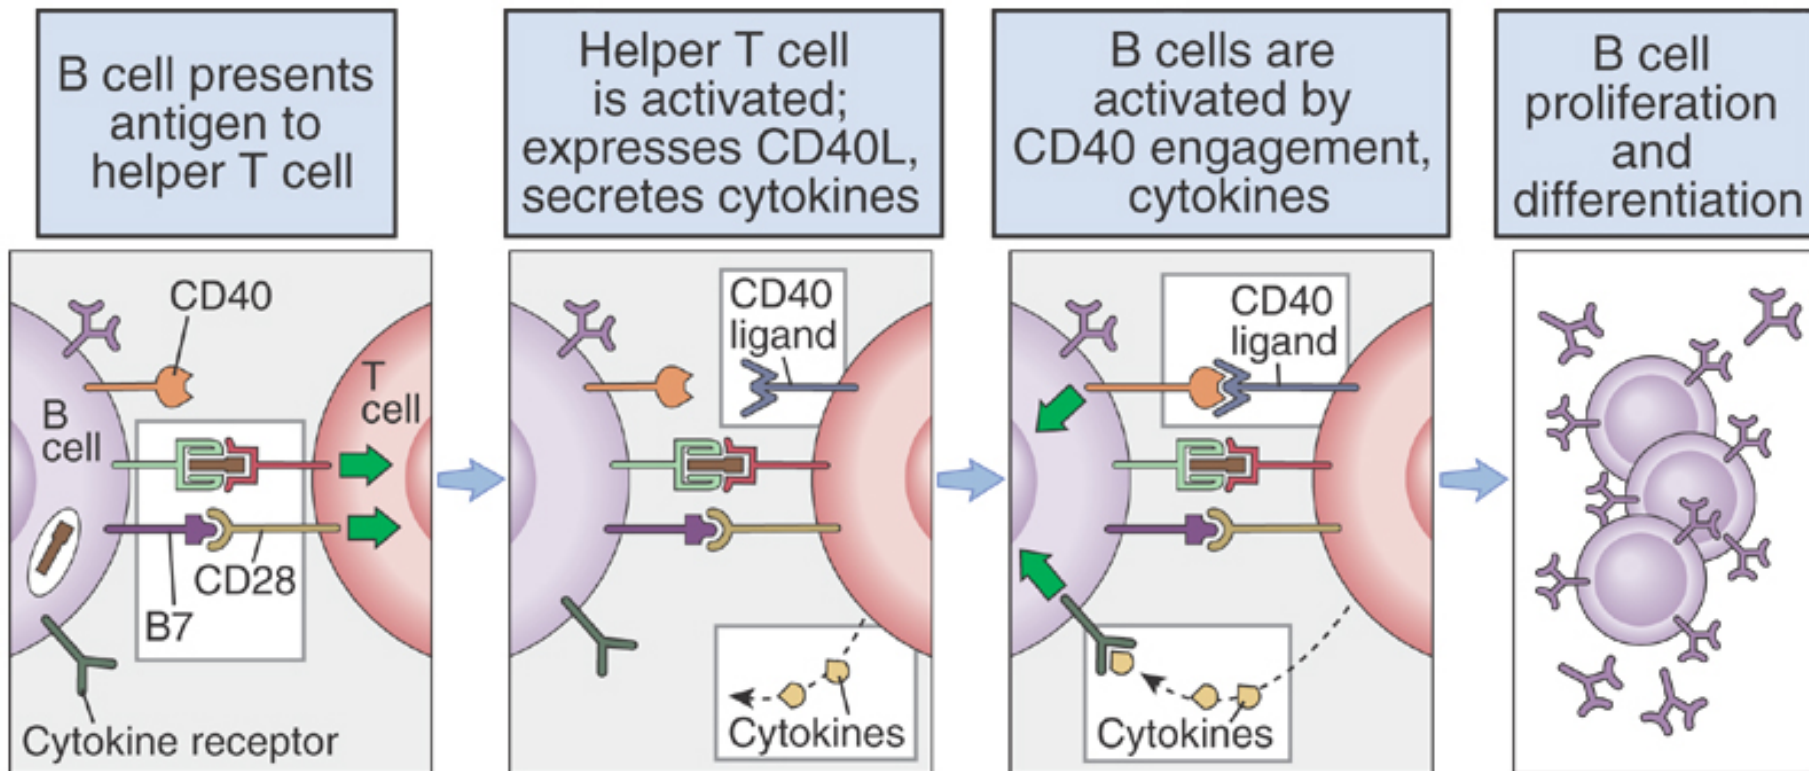 B cell presents
antigen to
helper T cell
Helper T cell
is activated;
expresses CD40L,
secretes cytokines
B cells are
activated by
CD40 engagement,
cytokines
B cell
proliferation
and
differentiation
CD40
B
cell
T
cell
CD28
B7
Cytokine receptor
CD40
ligand
Cytokines
CD40
ligand
Cytokines